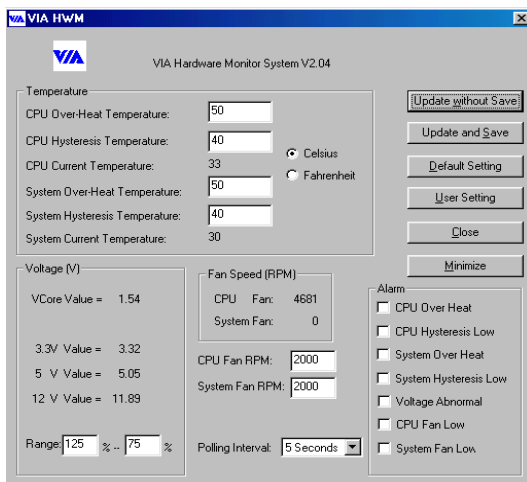 VIA VIA HWM
VIA
VIA Hardware Monitor System V2.04
Temperature
CPU Over-Heat Temperature: 50
CPU Hysteresis Temperature: 40
CPU Current Temperature: 33
System Over-Heat Temperature: 50
System Hysteresis Temperature: 40
System Current Temperature: 30
Celsius
Fahrenheit
Update without Save
Update and Save
Default Setting
User Setting
Close
Minimize
Voltage (V)
VCore Value = 1.54
3.3V Value = 3.32
5 V Value = 5.05
12 V Value = 11.89
Range: 125 % .. 75 %
Fan Speed (RPM)
CPU Fan: 4681
System Fan: 0
CPU Fan RPM: 2000
System Fan RPM: 2000
Polling Interval: 5 Seconds
Alarm
CPU Over Heat
CPU Hysteresis Low
System Over Heat
System Hysteresis Low
Voltage Abnormal
CPU Fan Low
System Fan Low